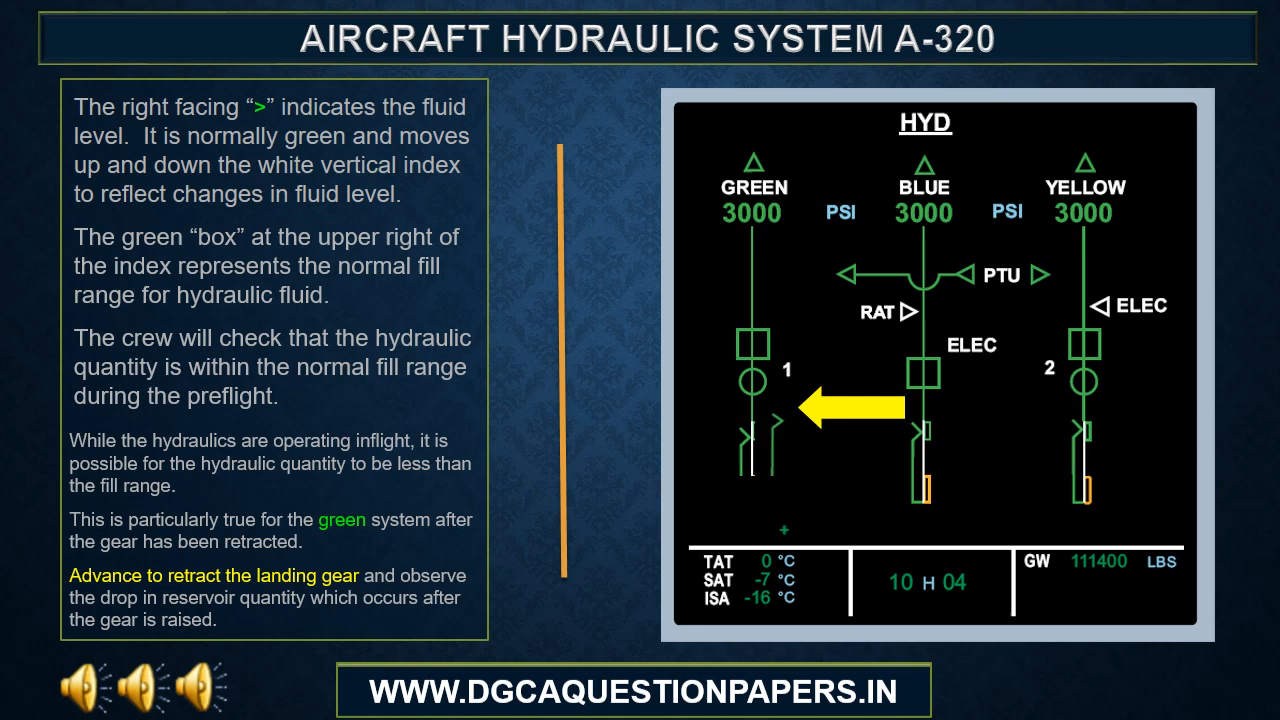 AIRCRAFT HYDRAULIC SYSTEM A-320
The right facing “>” indicates the fluid
level.  It is normally green and moves
up and down the white vertical index
to reflect changes in fluid level.
The green “box” at the upper right of
the index represents the normal fill
range for hydraulic fluid.
The crew will check that the hydraulic
quantity is within the normal fill range
during the preflight.
While the hydraulics are operating inflight, it is
possible for the hydraulic quantity to be less than
the fill range.
This is particularly true for the green system after
the gear has been retracted.
Advance to retract the landing gear and observe
the drop in reservoir quantity which occurs after
the gear is raised.
HYD
GREEN BLUE YELLOW
3000 PSI 3000 PSI 3000
PTU
RAT ELEC
ELEC
1 2
+
TAT 0 °C GW 111400 LBS
SAT -7 °C 10 H 04
ISA -16 °C
WWW.DGCAQUESTIONPAPERS.IN